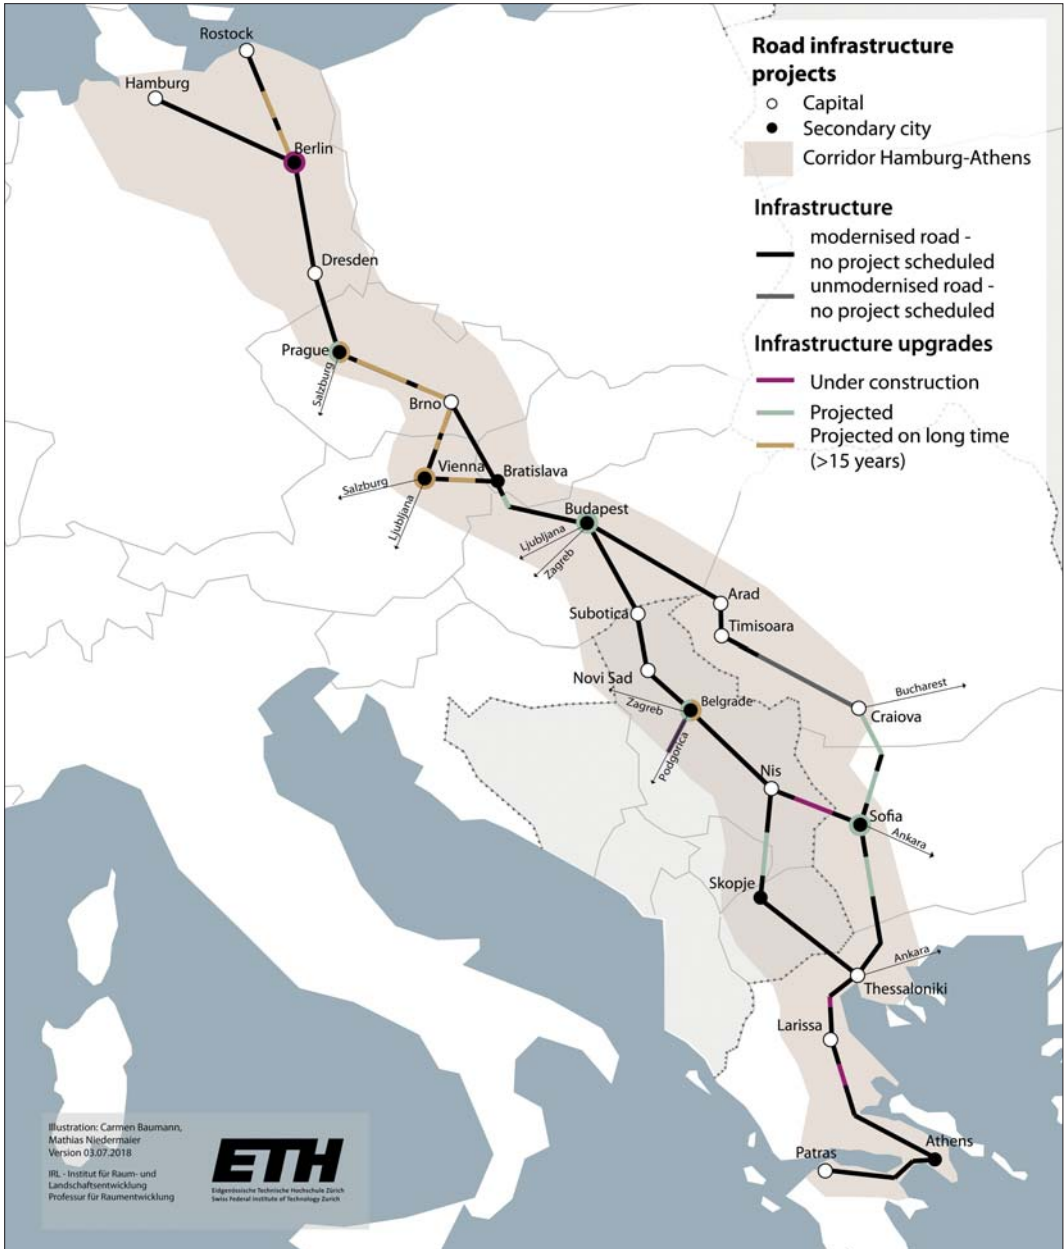 Rostock
Hamburg
Berlin
Dresden
Prague
Salzburg
Brno
Vienna
Bratislava
Salzburg
Ljubljana
Budapest
Ljubljana
Zagreb
Arad
Subotica
Timisoara
Novi Sad
Bucharest
Zagreb
Belgrade
Craiova
Podgorica
Nis
Sofia
Ankara
Skopje
Ankara
Thessaloniki
Larissa
Athens
Patras
Road infrastructure
projects
Capital
Secondary city
Corridor Hamburg-Athens
Infrastructure
modernised road -
no project scheduled
unmodernised road -
no project scheduled
Infrastructure upgrades
Under construction
Projected
Projected on long time
(>15 years)
Illustration: Carmen Baumann,
Mathias Niedermaier
Version 03.07.2018
IRL - Institut für Raum- und
Landschaftsentwicklung
Professur für Raumentwicklung
ETH
Eidgenössische Technische Hochschule Zürich
Swiss Federal Institute of Technology Zurich